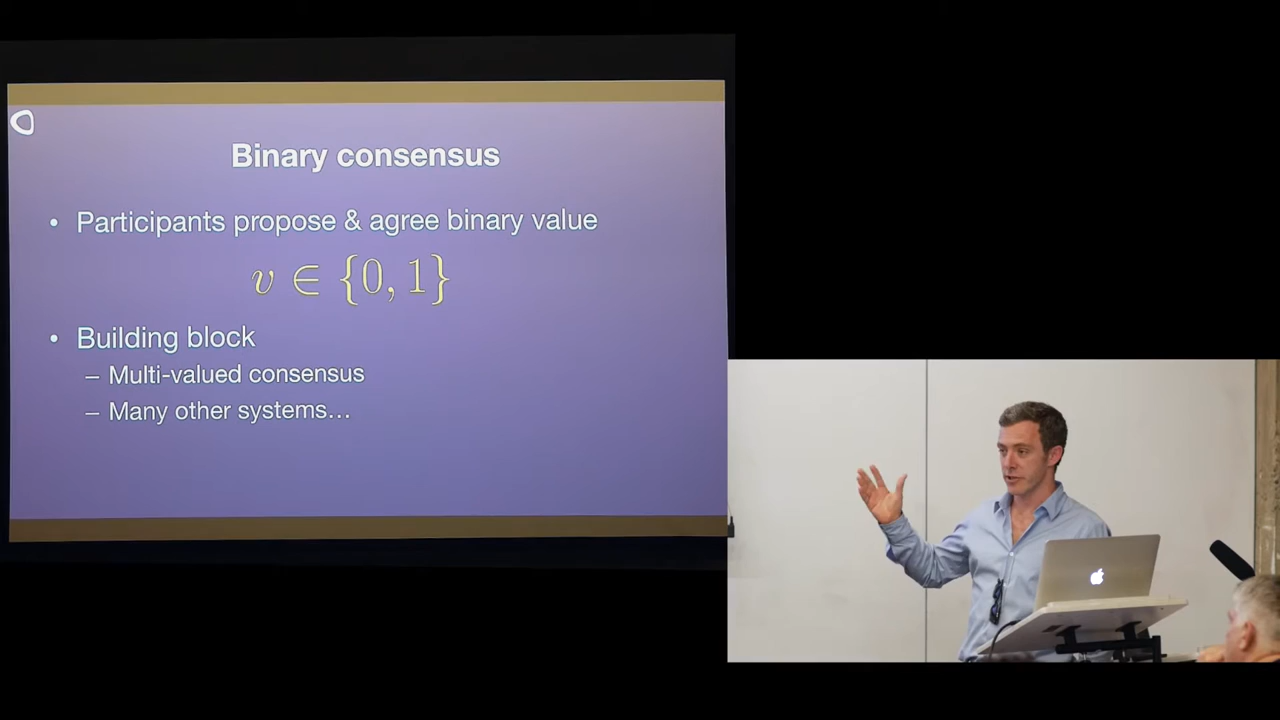 Binary consensus
• Participants propose & agree binary value
v ∈ {0, 1}
• Building block
– Multi-valued consensus
– Many other systems…